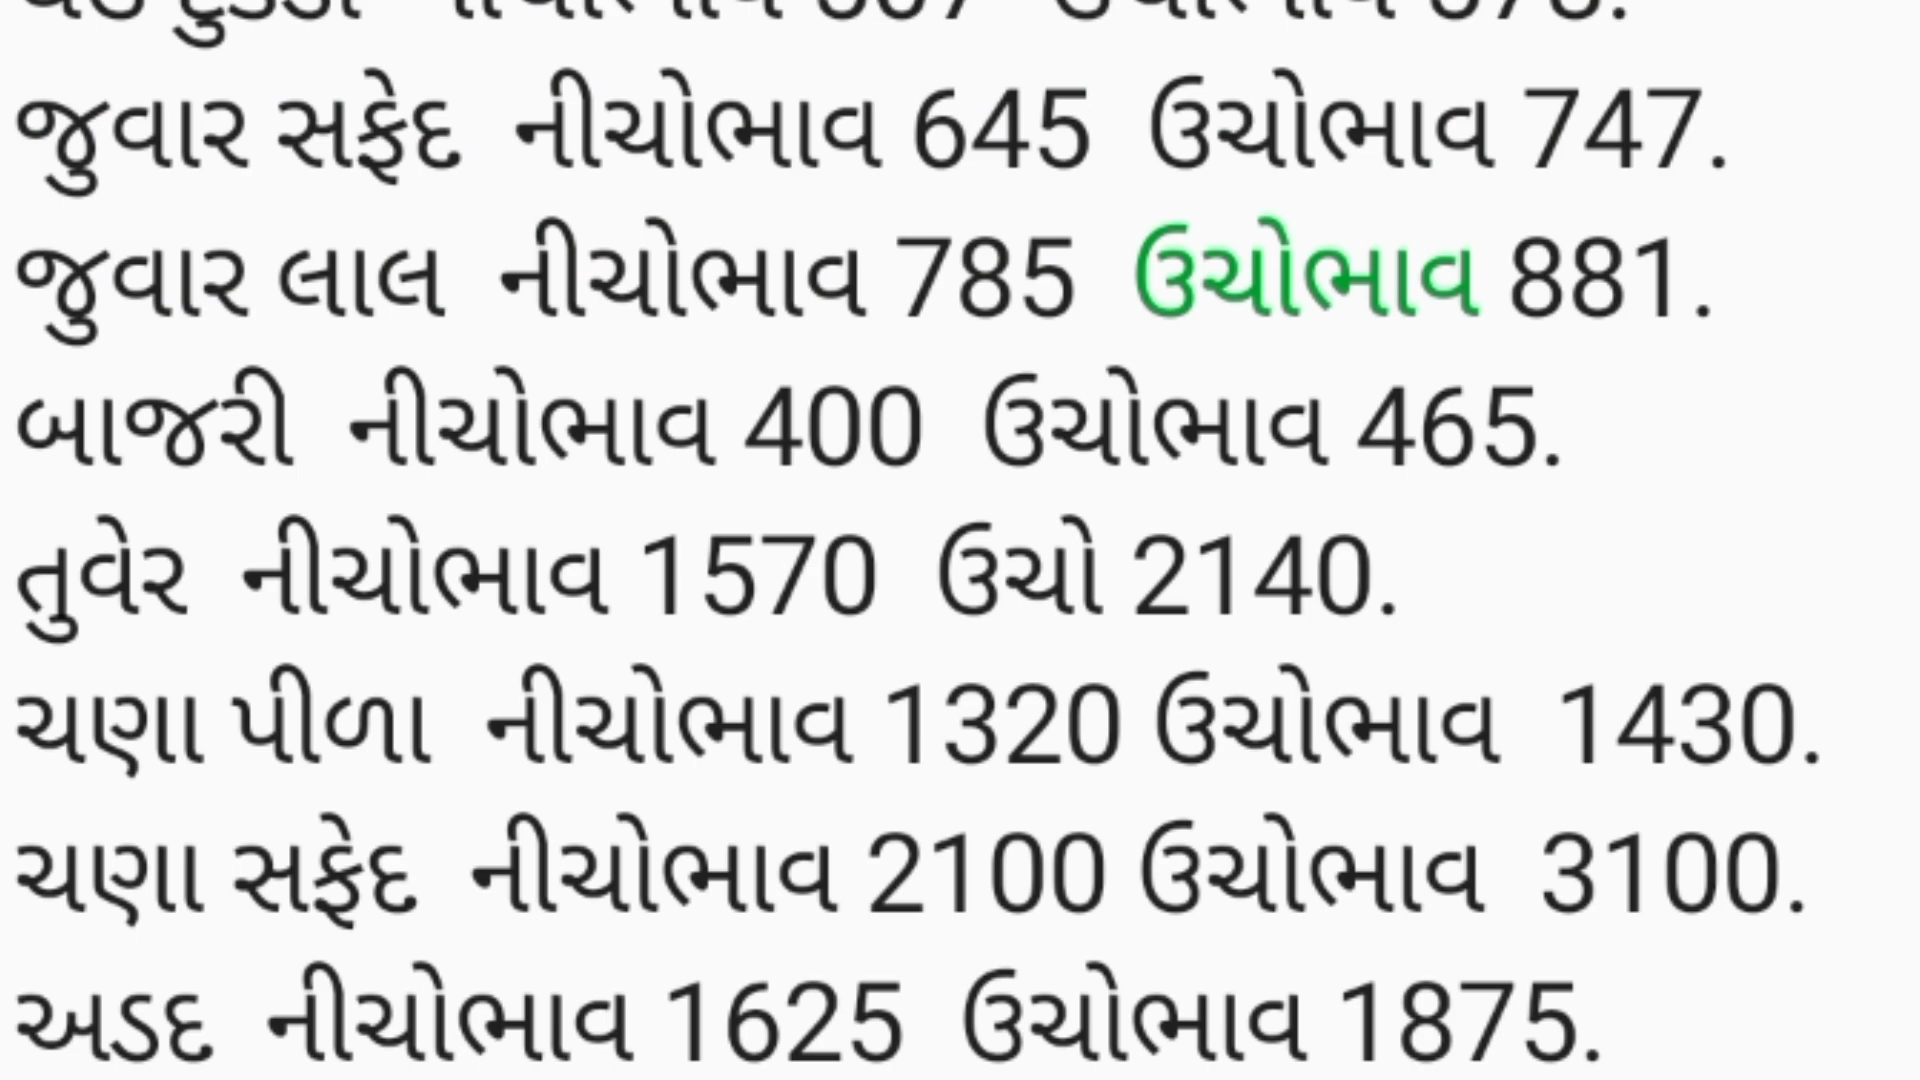 જુવાર સફેદ નીચોભાવ 645 ઉચોભાવ 747.
જુવાર લાલ નીચોભાવ 785 ઉચોભાવ 881.
બાજરી નીચોભાવ 400 ઉચોભાવ 465.
તુવેર નીચોભાવ 1570 ઉચો 2140.
ચણા પીળા નીચોભાવ 1320 ઉચોભાવ 1430.
ચણા સફેદ નીચોભાવ 2100 ઉચોભાવ 3100.
અડદ નીચોભાવ 1625 ઉચોભાવ 1875.